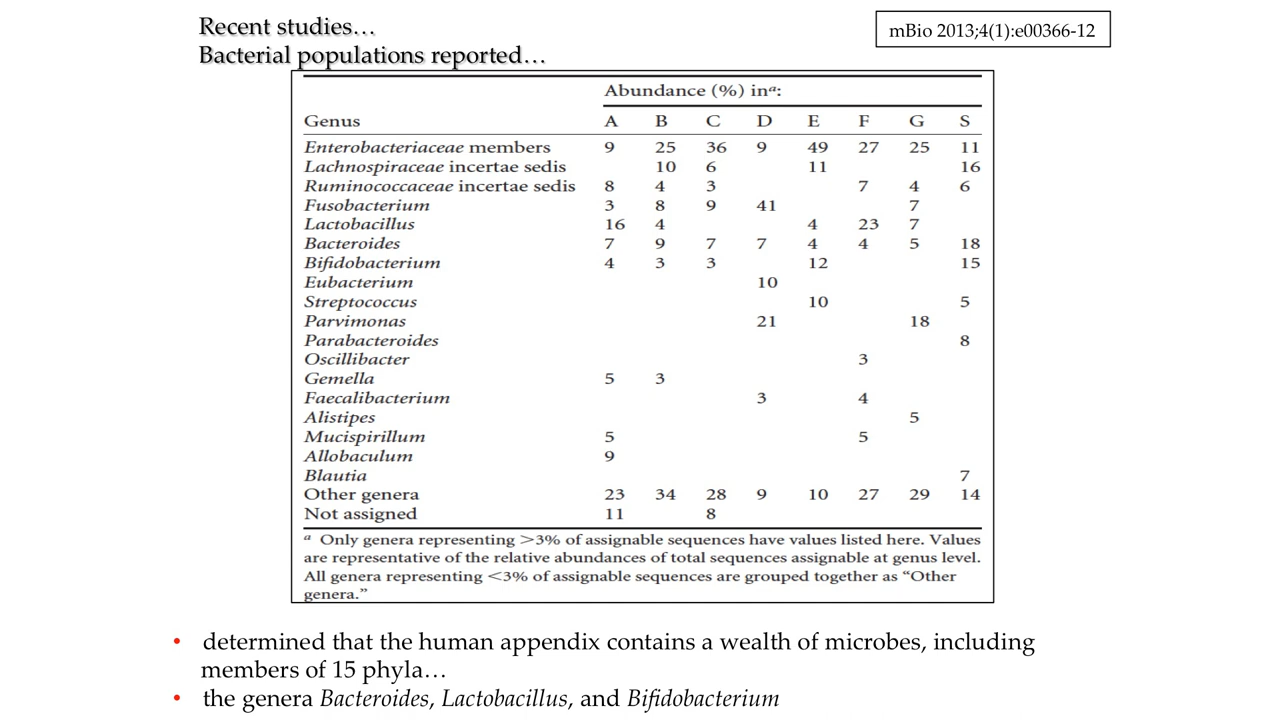 Recent studies…
Bacterial populations reported…
mBio 2013;4(1):e00366-12
Abundance (%) inᵃ:
Genus A B C D E F G S
Enterobacteriaceae members 9 25 36 9 49 27 25 11
Lachnospiraceae incertae sedis 10 6 11 16
Ruminococcaceae incertae sedis 8 4 3 7 4 6
Fusobacterium 3 8 9 41 7
Lactobacillus 16 4 4 23 7
Bacteroides 7 9 7 7 4 4 5 18
Bifidobacterium 4 3 3 12 15
Eubacterium 10
Streptococcus 10 5
Parvimonas 21 18
Parabacteroides 8
Oscillibacter 3
Gemella 5 3
Faecalibacterium 3 4
Alistipes 5
Mucispirillum 5 5
Allobaculum 9
Blautia 7
Other genera 23 34 28 9 10 27 29 14
Not assigned 11 8
ᵃ Only genera representing >3% of assignable sequences have values listed here. Values
are representative of the relative abundances of total sequences assignable at genus level.
All genera representing <3% of assignable sequences are grouped together as “Other
genera.”
• determined that the human appendix contains a wealth of microbes, including
members of 15 phyla…
• the genera Bacteroides, Lactobacillus, and Bifidobacterium